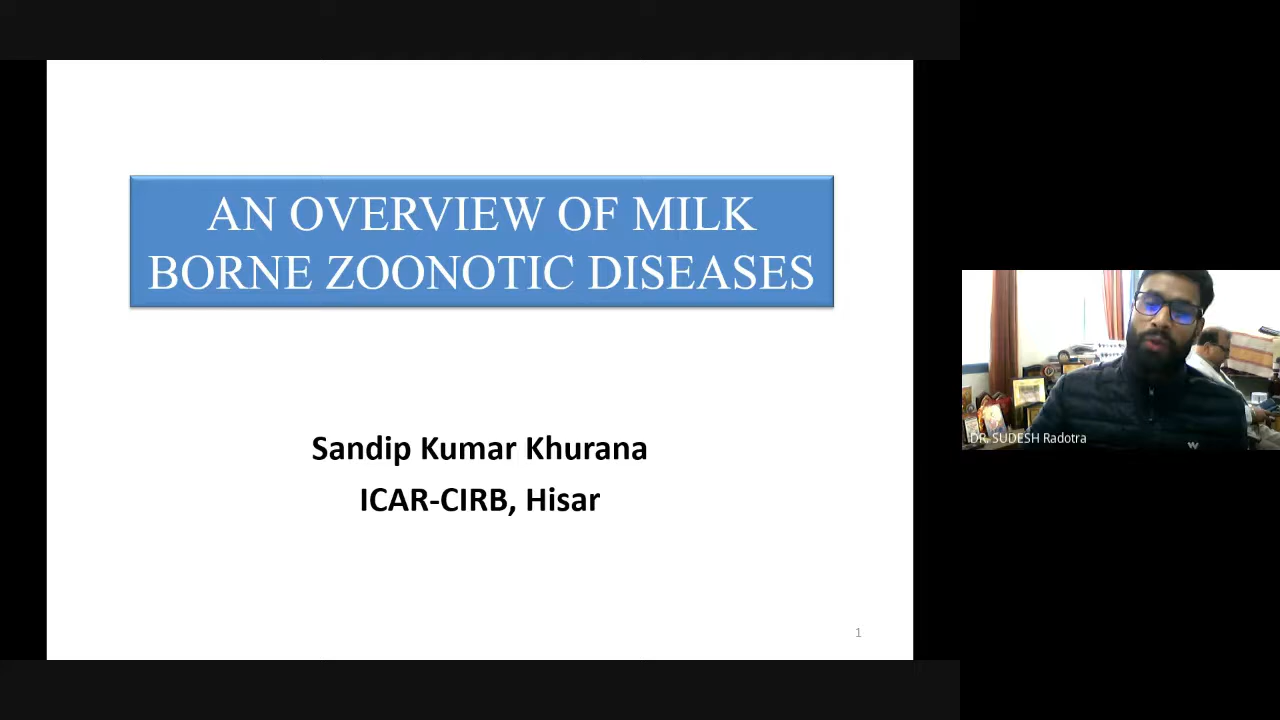 AN OVERVIEW OF MILK
BORNE ZOONOTIC DISEASES
Sandip Kumar Khurana
ICAR-CIRB, Hisar
1
DR. SUDESH Radotra